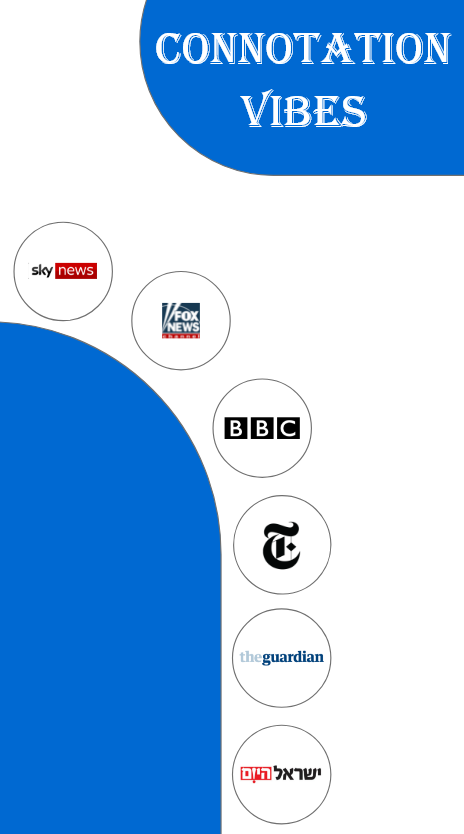 CONNOTATION
VIBES
sky news
FOX
NEWS
channel
BBC
T
theguardian
ישראל היום